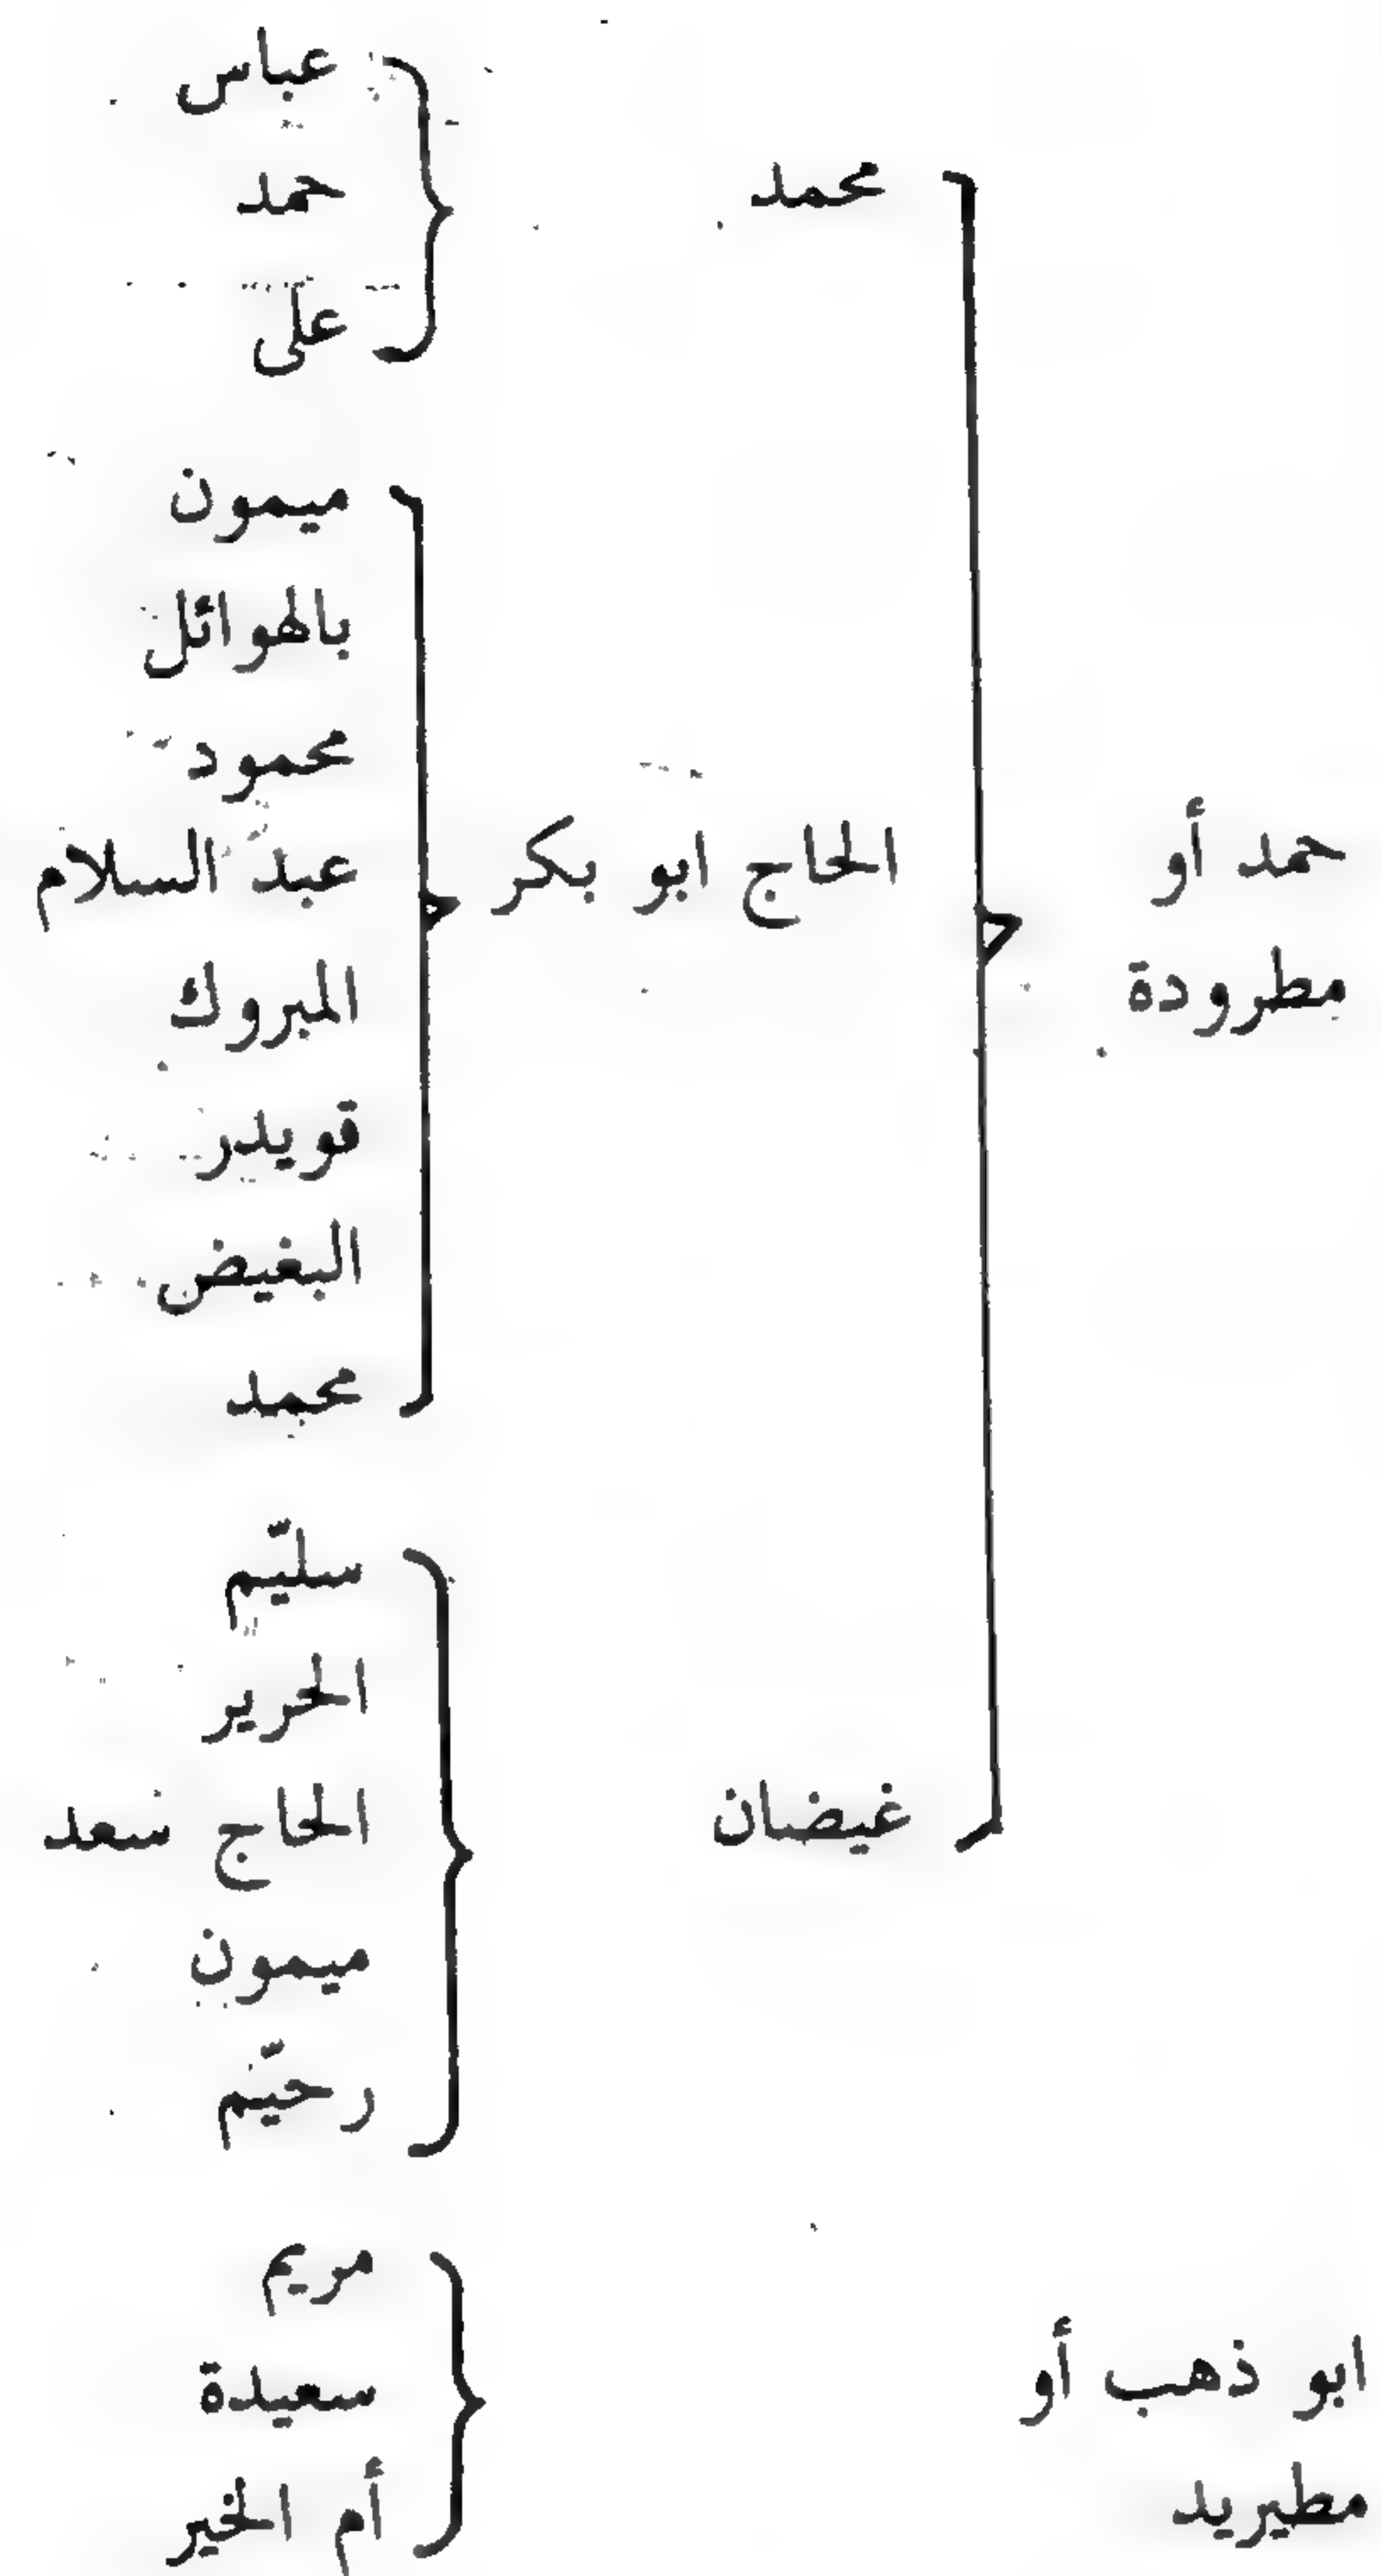 حمد أو
مطرودة
محمد
عباس
حمد
على
الحاج ابو بكر
ميمون
بالهوائل
محمود
عبد السلام
المبروك
قويدر
البغيض
محمد
غيضان
سليّم
الحرير
الحاج سعد
ميمون
رحيّم
ابو ذهب أو
مطيريد
مريم
سعيدة
أم الخير